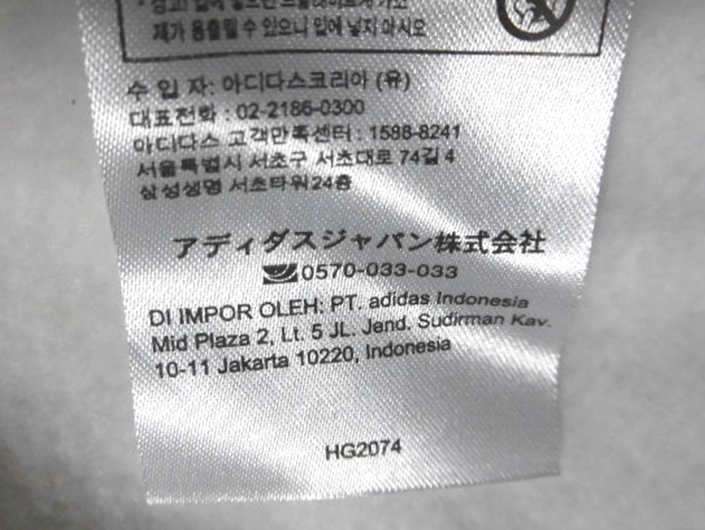 제가 용출될 수 있으니 입에 넣지 마시오
수 입 자: 아디다스코리아 (유)
대표전화 : 02-2186-0300
아디다스 고객만족센터 : 1588-8241
서울특별시 서초구 서초대로 74길 4
삼성생명 서초타워 24층
アディダスジャパン株式会社
0570-033-033
DI IMPOR OLEH: PT. adidas Indonesia
Mid Plaza 2, Lt. 5 JL. Jend. Sudirman Kav.
10-11 Jakarta 10220, Indonesia
HG2074